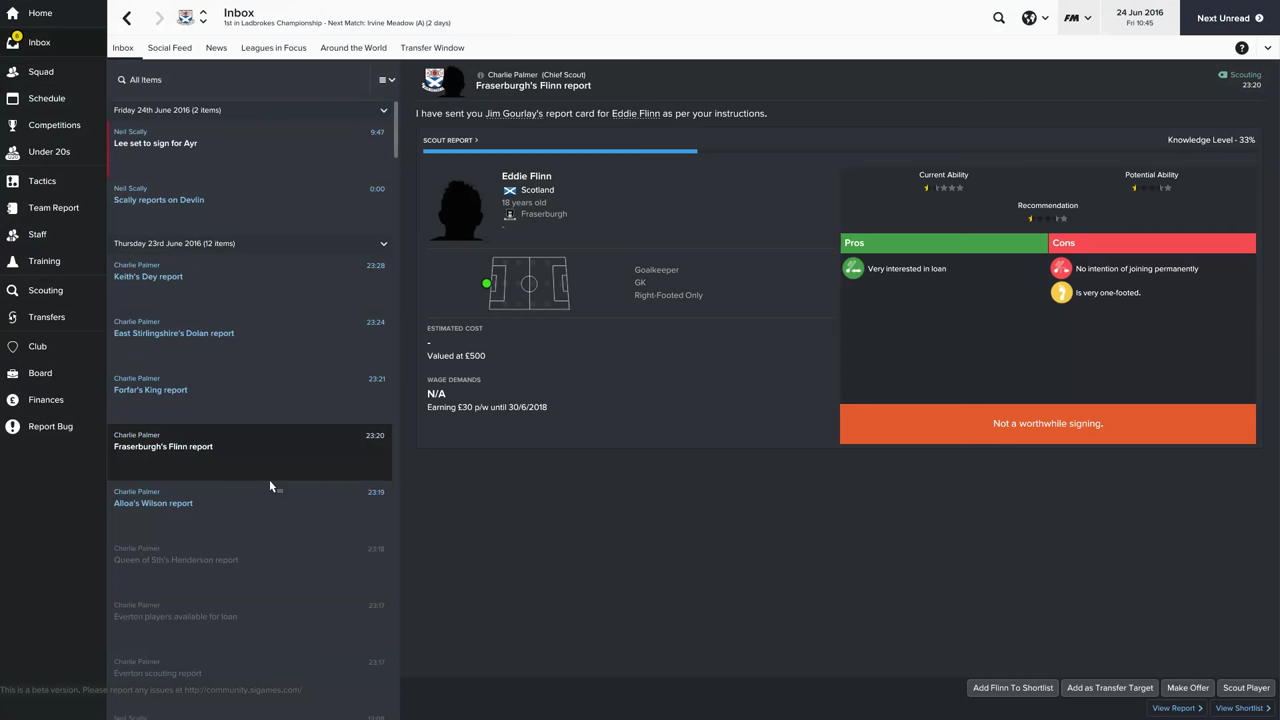 Home
6
Inbox
Squad
Schedule
Competitions
Under 20s
Tactics
Team Report
Staff
Training
Scouting
Transfers
Club
Board
Finances
Report Bug
Inbox
1st in Ladbrokes Championship - Next Match: Irvine Meadow (A) (2 days)
FM
24 Jun 2016
Fri 10:45
Next Unread
Inbox
Social Feed
News
Leagues in Focus
Around the World
Transfer Window
?
All Items
Friday 24th June 2016 (2 items)
Neil Scally 9:47
Lee set to sign for Ayr
Neil Scally 0:00
Scally reports on Devlin
Thursday 23rd June 2016 (12 items)
Charlie Palmer 23:28
Keith's Dey report
Charlie Palmer 23:24
East Stirlingshire's Dolan report
Charlie Palmer 23:21
Forfar's King report
Charlie Palmer 23:20
Fraserburgh's Flinn report
Charlie Palmer 23:19
Alloa's Wilson report
Charlie Palmer 23:18
Queen of Sth's Henderson report
Charlie Palmer 23:17
Everton players available for loan
Charlie Palmer 23:17
Everton scouting report
This is a beta version. Please report any issues at http://community.sigames.com/
Charlie Palmer (Chief Scout)
Fraserburgh's Flinn report
Scouting
23:20
I have sent you Jim Gourlay's report card for Eddie Flinn as per your instructions.
SCOUT REPORT >
Knowledge Level - 33%
Eddie Flinn
Scotland
18 years old
Fraserburgh
-
Goalkeeper
GK
Right-Footed Only
ESTIMATED COST
-
Valued at £500
WAGE DEMANDS
N/A
Earning £30 p/w until 30/6/2018
Current Ability
Potential Ability
Recommendation
Pros
Cons
Very interested in loan
No intention of joining permanently
Is very one-footed.
Not a worthwhile signing.
Add Flinn To Shortlist
Add as Transfer Target
Make Offer
Scout Player
View Report >
View Shortlist >